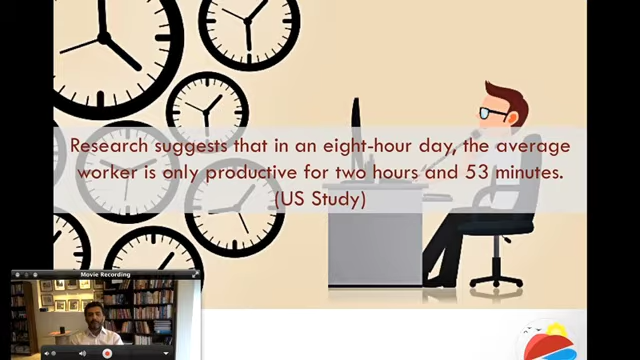 Research suggests that in an eight-hour day, the average
worker is only productive for two hours and 53 minutes.
(US Study)
Movie Recording